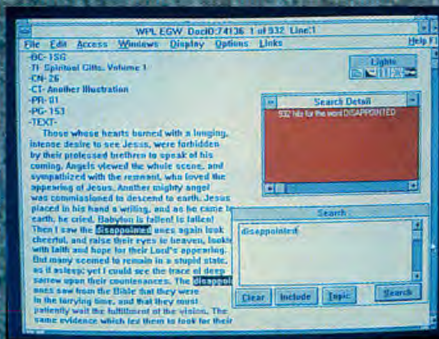 WPL EGW DocID:74136 1 of 932 Line:1
File Edit Access Windows Display Options Links Help F1
-BC- 1SG
-TI- Spiritual Gifts. Volume 1
-CN- 26
-CT- Another Illustration
-PR- 01
-PG- 153
-TEXT-
Those whose hearts burned with a longing,
intense desire to see Jesus, were forbidden
by their professed brethren to speak of his
coming. Angels viewed the whole scene, and
sympathized with the remnant, who loved the
appearing of Jesus. Another mighty angel
was commissioned to descend to earth. Jesus
placed in his hand a writing, and as he came to
earth, he cried, Babylon is fallen! is fallen!
Then I saw the disappointed ones again look
cheerful, and raise their eyes to heaven, lookin
with faith and hope for their Lord's appearing.
But many seemed to remain in a stupid state,
as if asleep; yet I could see the trace of deep
sorrow upon their countenances. The disappoi
ones saw from the Bible that they were
in the tarrying time, and that they must
patiently wait the fulfillment of the vision. The
same evidence which led them to look for their
Lights
Search Detail
932 hits for the word DISAPPOINTED
Search
disappointed
Clear Include Topic Search